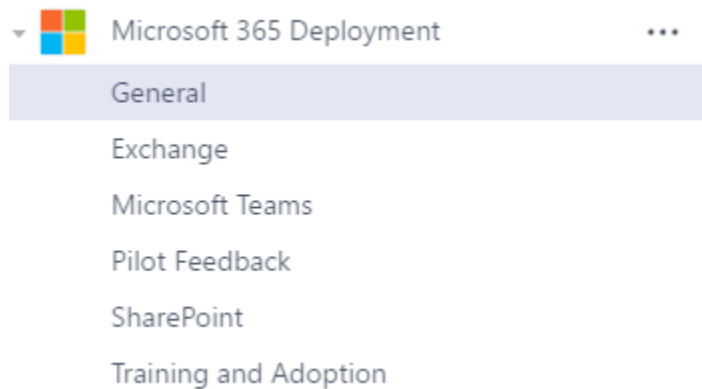 Microsoft 365 Deployment
General
Exchange
Microsoft Teams
Pilot Feedback
SharePoint
Training and Adoption